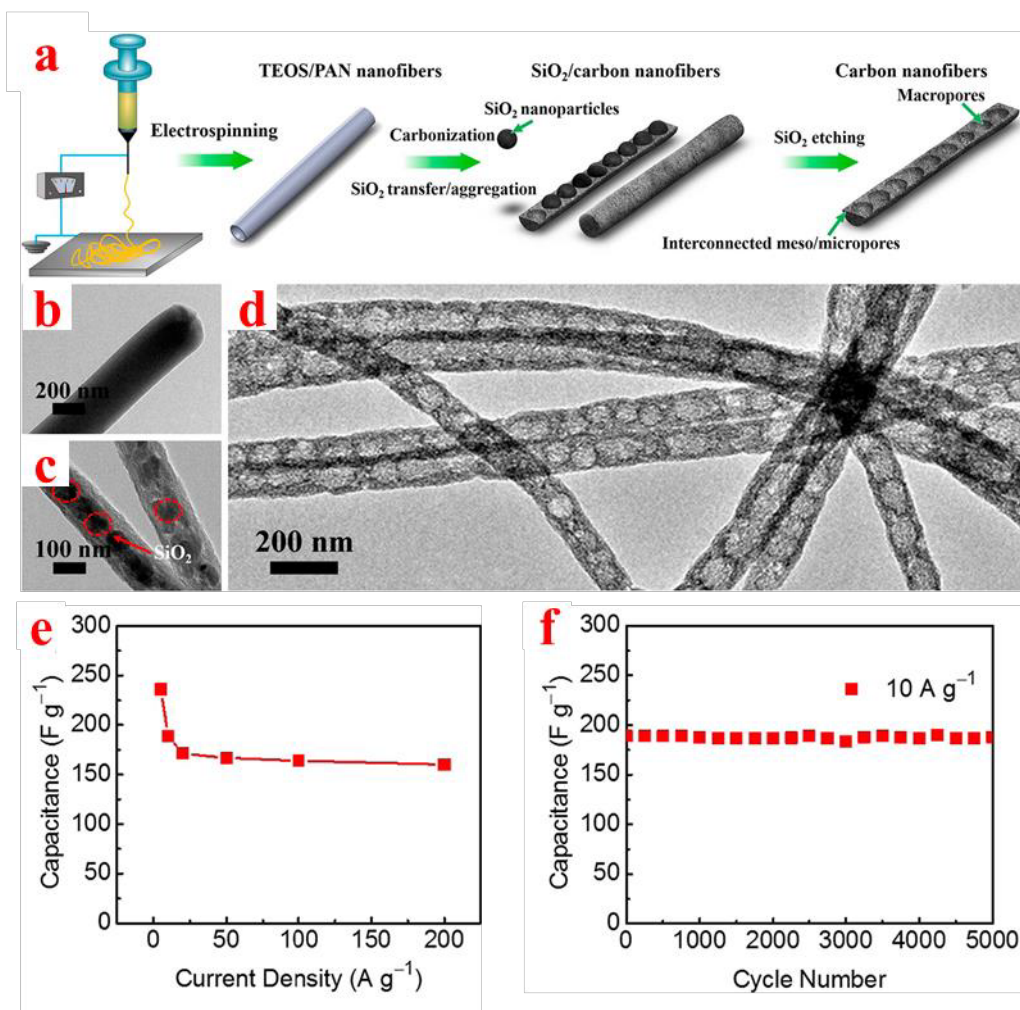 a
TEOS/PAN nanofibers
SiO₂/carbon nanofibers
Carbon nanofibers
Macropores
SiO₂ nanoparticles
Electrospinning
Carbonization
SiO₂ etching
SiO₂ transfer/aggregation
Interconnected meso/micropores
b
200 nm
c
SiO₂
100 nm
d
200 nm
e
Capacitance (F g⁻¹)
300
250
200
150
100
50
0
0 50 100 150 200
Current Density (A g⁻¹)
f
10 A g⁻¹
Capacitance (F g⁻¹)
300
250
200
150
100
50
0
0 1000 2000 3000 4000 5000
Cycle Number